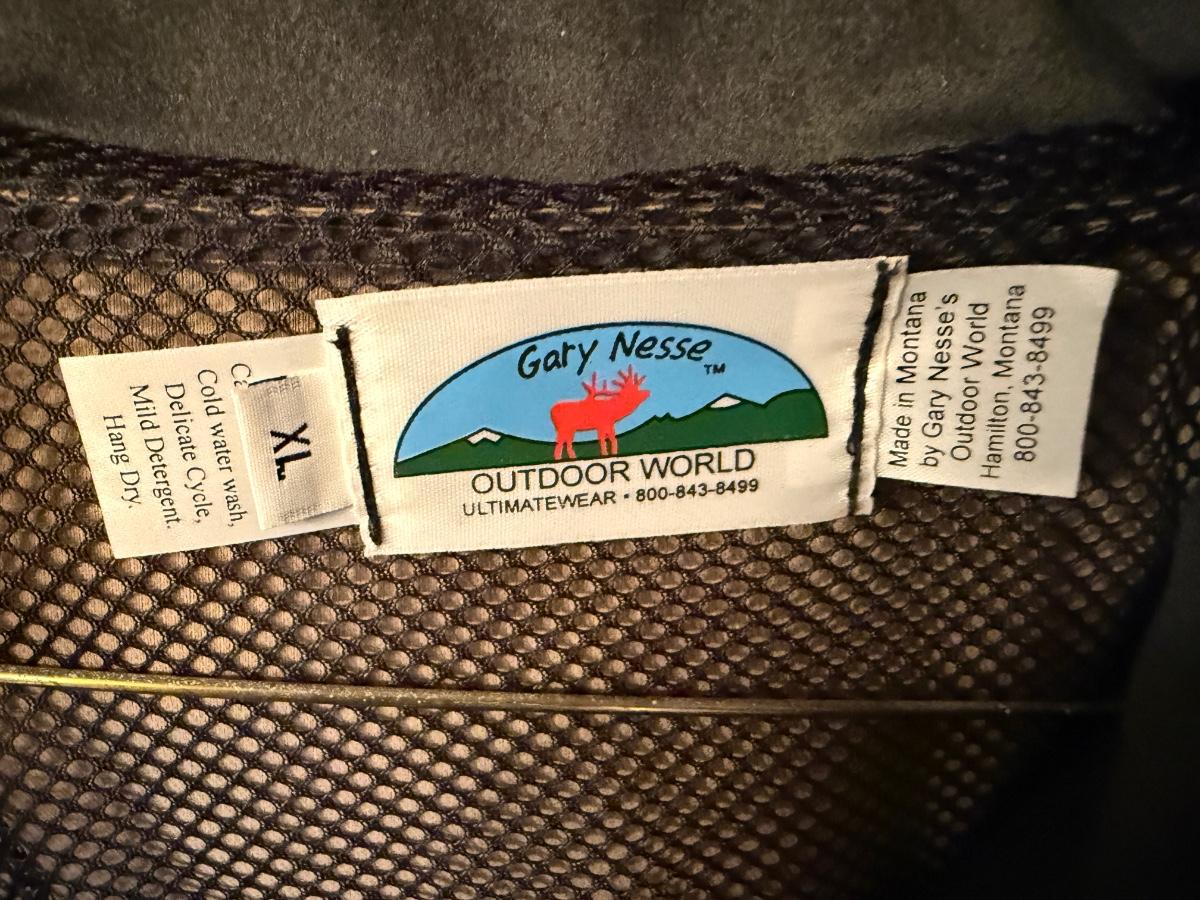 Cold water wash,
Delicate Cycle,
Mild Detergent.
Hang Dry.
XL
Gary Nesse™
OUTDOOR WORLD
ULTIMATEWEAR • 800-843-8499
Made in Montana
by Gary Nesse's
Outdoor World
Hamilton, Montana
800-843-8499